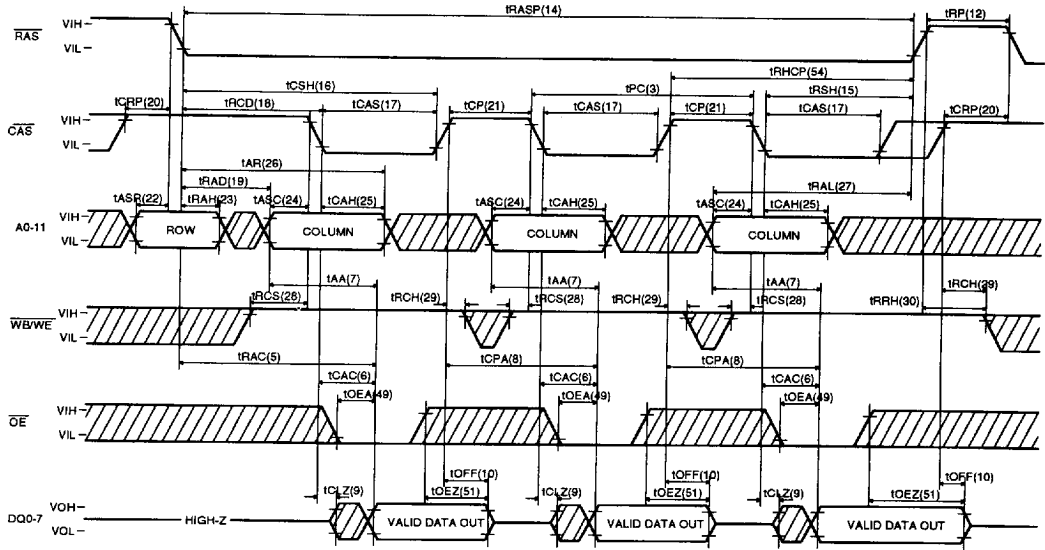 tRASP(14) tRP(12)
RAS VIH VIL
tRHCP(54)
tCSH(16) tPC(3) tRSH(15)
tCRP(20) tRCD(18) tCAS(17) tCP(21) tCAS(17) tCP(21) tCAS(17) tCRP(20)
CAS VIH VIL
tAR(26)
tRAD(19) tRAL(27)
tASR(22) tRAH(23) tASC(24) tCAH(25) tASC(24) tCAH(25) tASC(24) tCAH(25)
A0-11 VIH VIL ROW COLUMN COLUMN COLUMN
tAA(7) tAA(7) tAA(7)
tRCS(28) tRCH(29) tRCS(28) tRCH(29) tRCS(28) tRRH(30) tRCH(29)
WB/WE VIH VIL
tRAC(5) tCPA(8) tCPA(8)
tCAC(6) tCAC(6) tCAC(6)
tOEA(49) tOEA(49) tOEA(49)
OE VIH VIL
tOFF(10) tOFF(10) tOFF(10)
tCLZ(9) tOEZ(51) tCLZ(9) tOEZ(51) tCLZ(9) tOEZ(51)
DQ0-7 VOH VOL HIGH-Z VALID DATA OUT VALID DATA OUT VALID DATA OUT